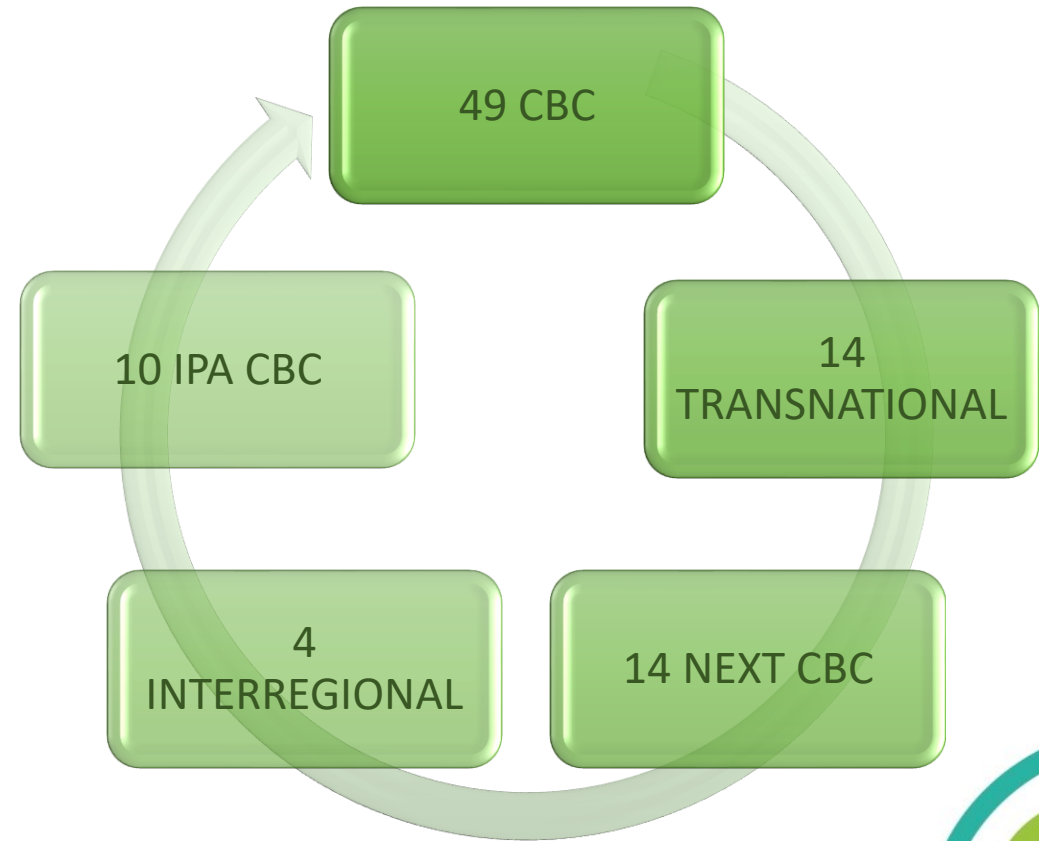 49 CBC
14
TRANSNATIONAL
14 NEXT CBC
4
INTERREGIONAL
10 IPA CBC